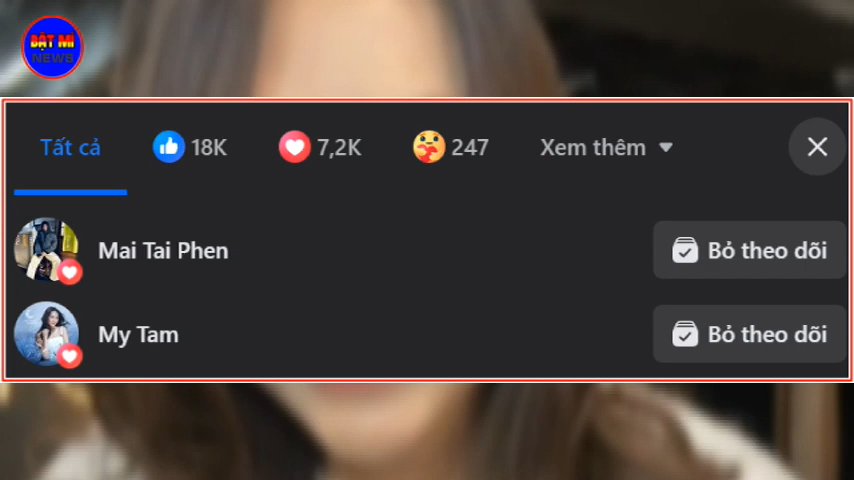 BẬT MÍ
NEWS
Tất cả 18K 7,2K 247 Xem thêm
Mai Tai Phen Bỏ theo dõi
My Tam Bỏ theo dõi